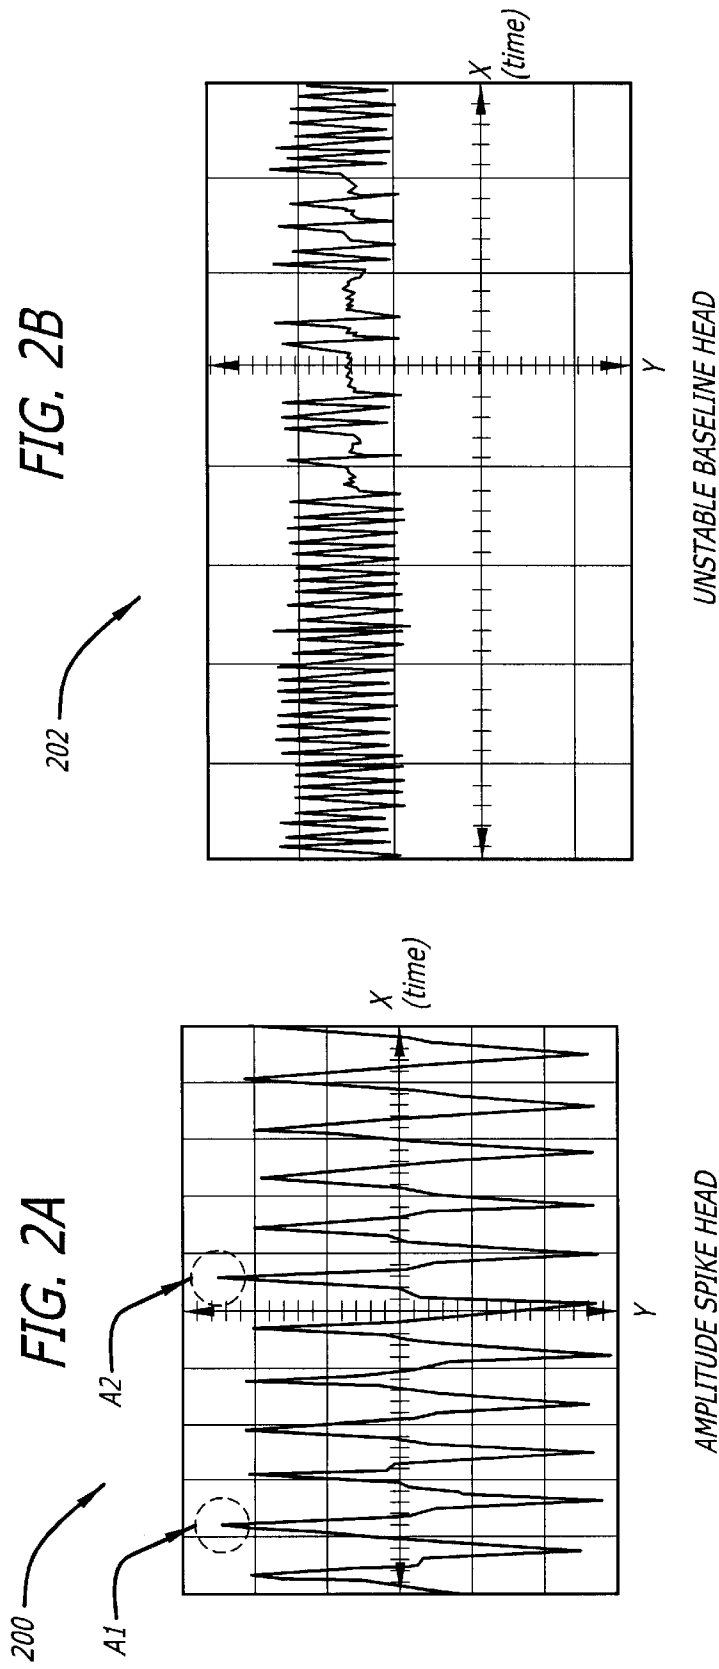 FIG. 2A
200
A1
A2
X
(time)
Y
AMPLITUDE SPIKE HEAD
FIG. 2B
202
X
(time)
Y
UNSTABLE BASELINE HEAD